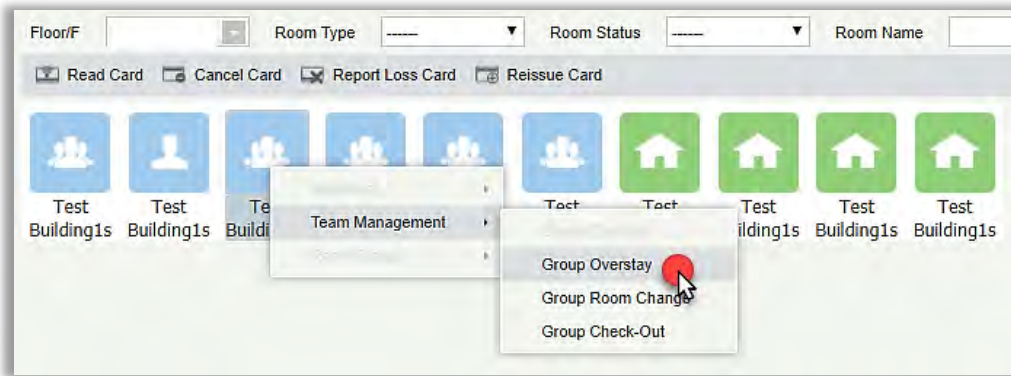 Floor/F Room Type ------ Room Status ------ Room Name
Read Card Cancel Card Report Loss Card Reissue Card
Test Test Te Test Test Test Test Test
Building1s Building1s Buildi ilding1s Building1s Building1s
Team Management
Group Overstay
Group Room Change
Group Check-Out